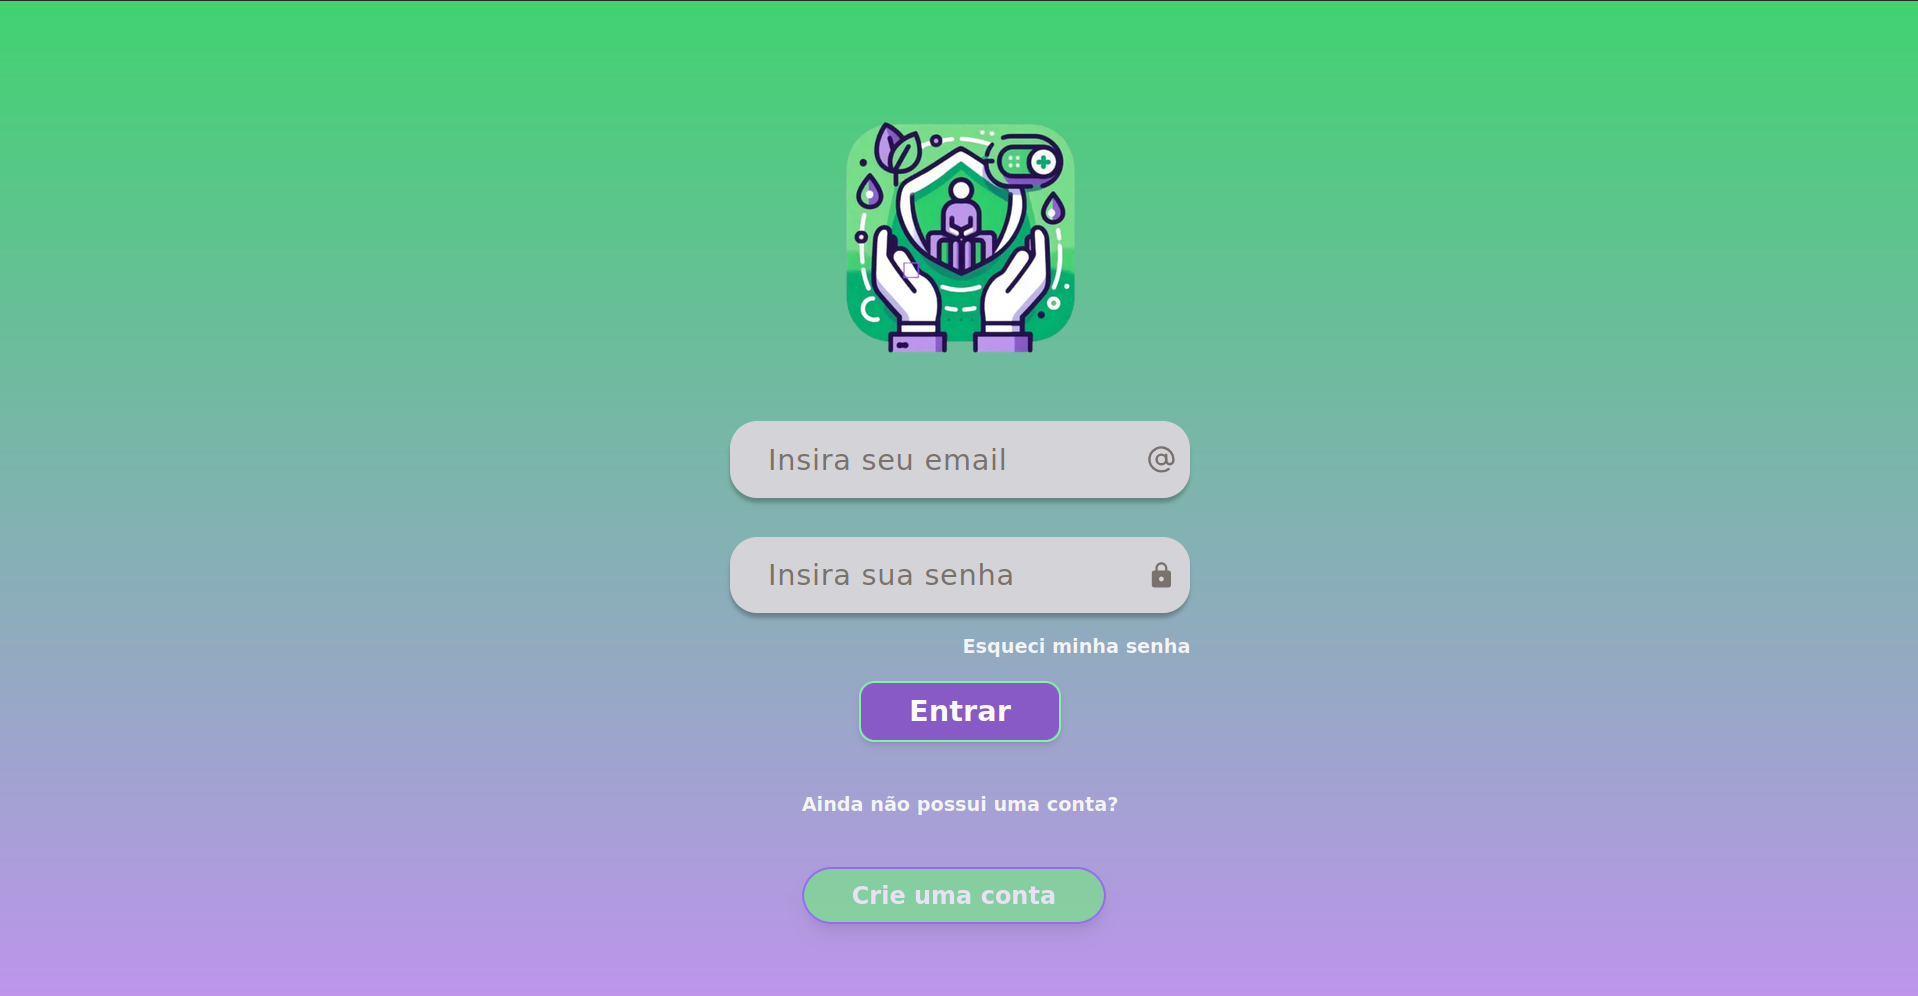 Insira seu email
Insira sua senha
Esqueci minha senha
Entrar
Ainda não possui uma conta?
Crie uma conta